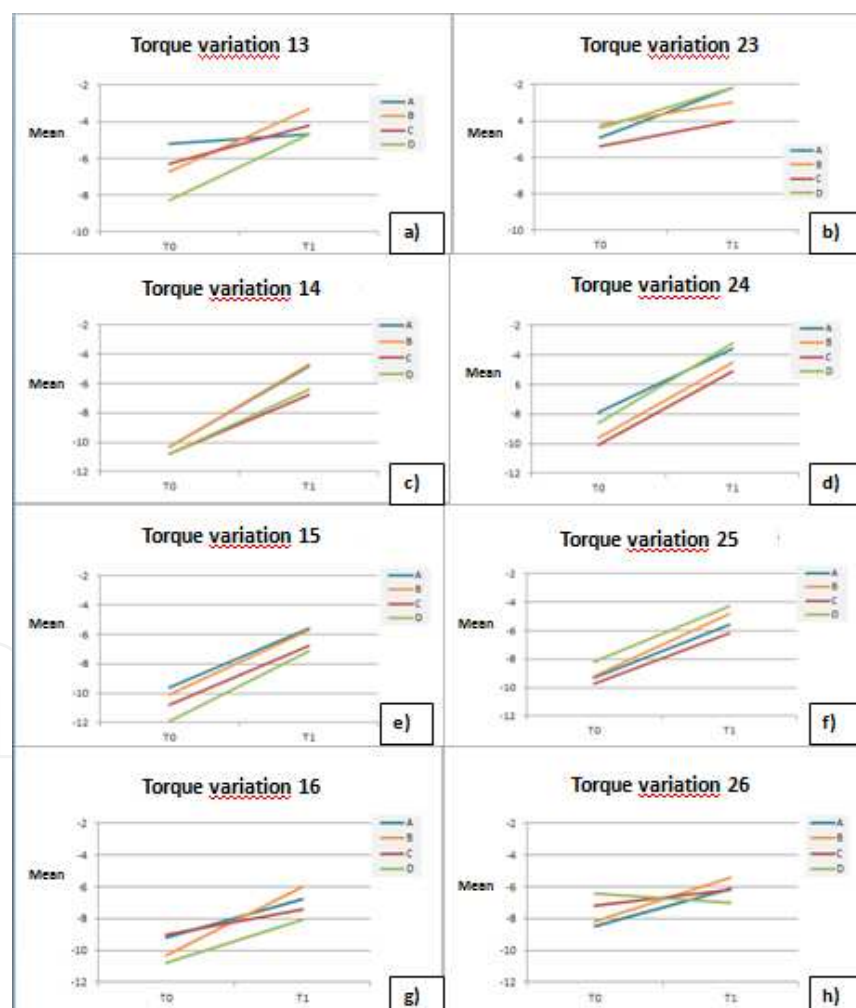 Torque variation 13
-2
-4
-6
-8
-10
Mean
T0
T1
A
B
C
D
a)
Torque variation 23
-2
4
-6
-8
-10
Mean
T0
T1
A
B
C
D
b)
Torque variation 14
-2
-4
-6
-8
-10
-12
Mean
T0
T1
A
B
C
D
c)
Torque variation 24
-2
-4
-6
-8
-10
-12
Mean
T0
T1
A
B
C
D
d)
Torque variation 15
-2
-4
-6
-8
-10
-12
Mean
T0
T1
A
B
C
D
e)
Torque variation 25
-2
-4
-6
-8
-10
-12
Mean
T0
T1
A
B
C
D
f)
Torque variation 16
-2
-4
-6
-8
-10
-12
Mean
T0
T1
A
B
C
D
g)
Torque variation 26
-2
-4
-6
-8
-10
-12
Mean
T0
T1
A
B
C
D
h)